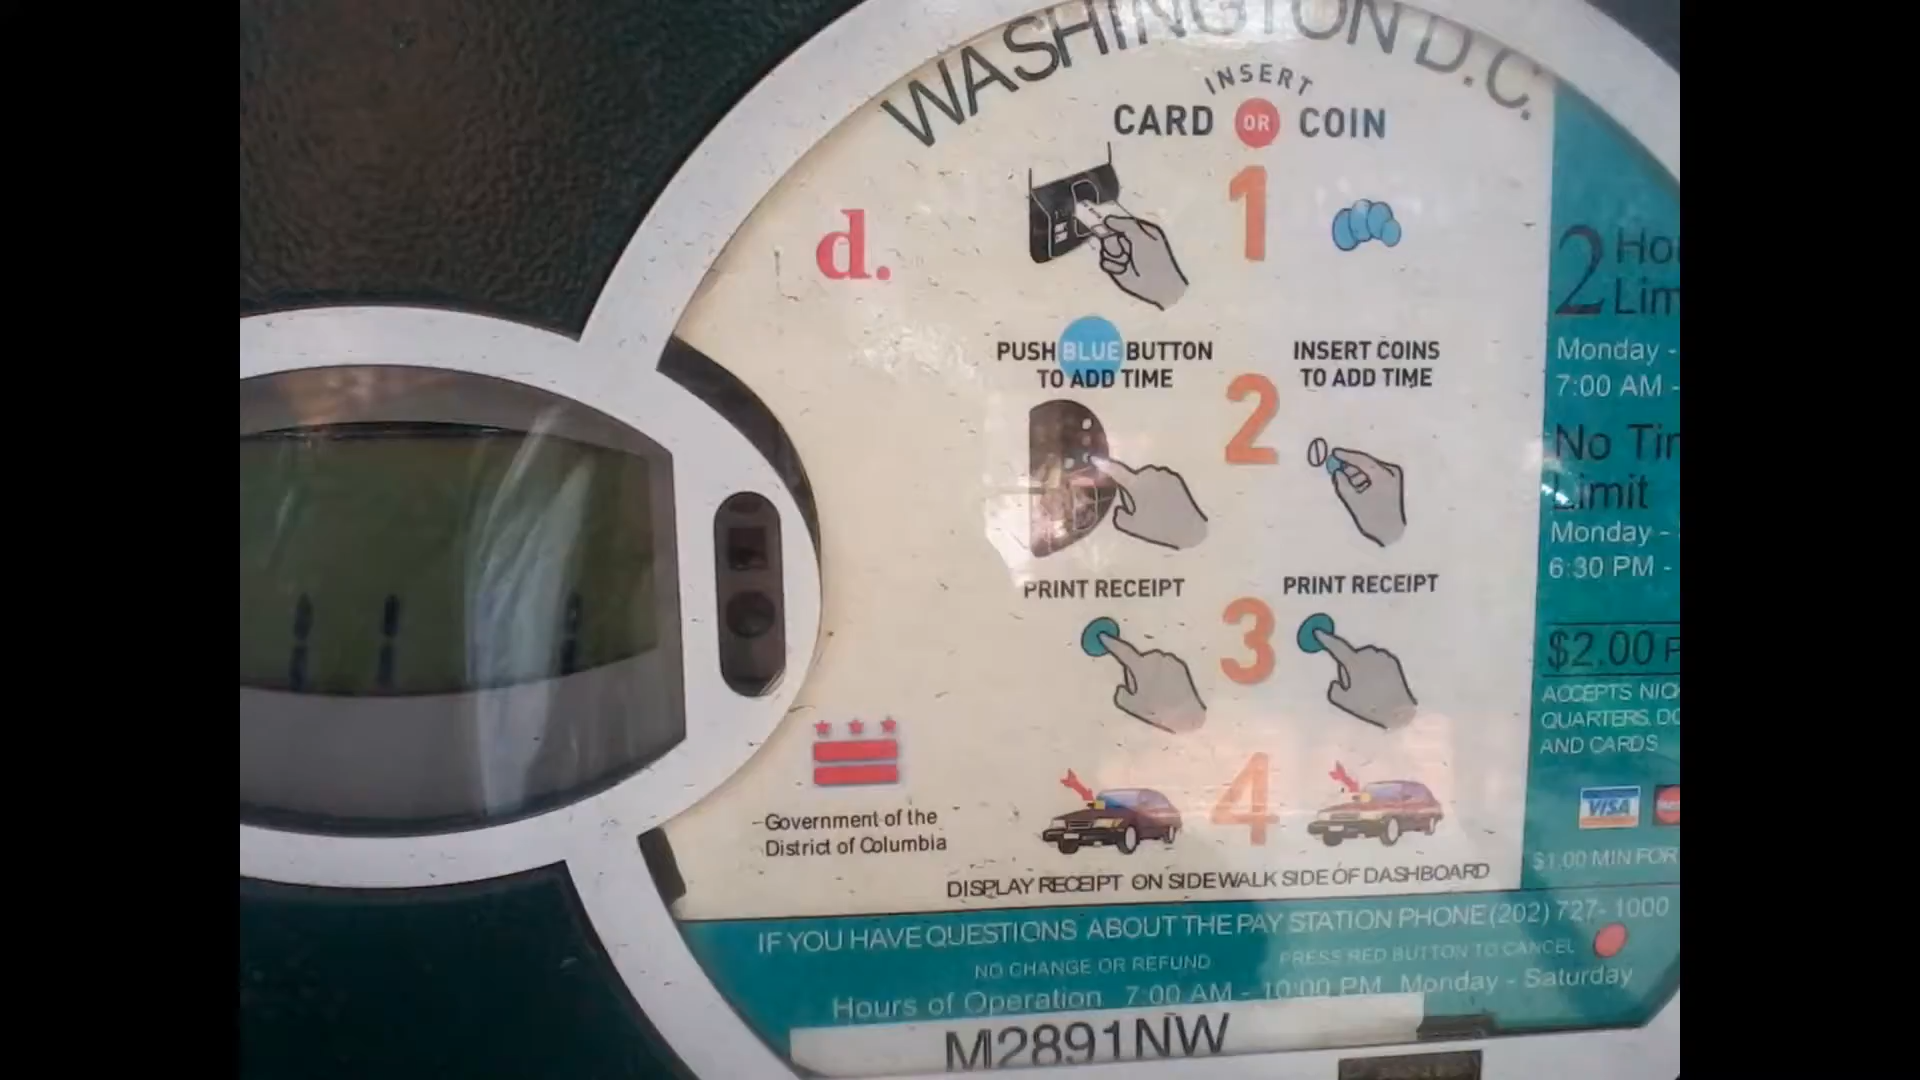 WASHINGTON D.C.
INSERT
CARD OR COIN
1
d.
PUSH BLUE BUTTON
TO ADD TIME
INSERT COINS
TO ADD TIME
2
PRINT RECEIPT
PRINT RECEIPT
3
4
Government of the
District of Columbia
DISPLAY RECEIPT ON SIDEWALK SIDE OF DASHBOARD
2
Lim
Monday -
7:00 AM -
No
Limit
Monday -
6:30 PM -
$2.00
ACCEPTS
QUARTERS,
AND CARDS
VISA
$1.00 MIN FOR
IF YOU HAVE QUESTIONS ABOUT THE PAY STATION PHONE (202) 727-1000
NO CHANGE OR REFUND
PRESS RED BUTTON TO CANCEL
Hours of Operation 7:00 AM - 10:00 PM Monday - Saturday
M2891NW